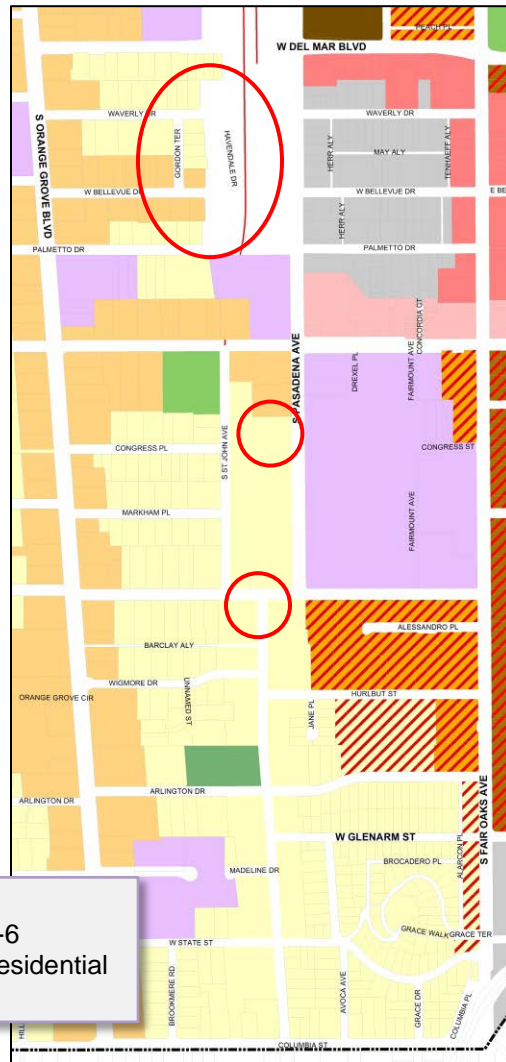 PEACH PL
W DEL MAR BLVD
S ORANGE GROVE BLVD
WAVERLY DR
GORDON TER
HAVENDALE DR
W BELLEVUE DR
PALMETTO DR
WAVERLY DR
HERR ALY
MAY ALY
TENHAEFF ALY
W BELLEVUE DR
E BE
HERR ALY
PALMETTO DR
S PASADENA AVE
CONCORDIA CT
FAIRMOUNT AVE
DREXEL PL
CONGRESS PL
S ST JOHN AVE
CONGRESS ST
MARKHAM PL
FAIRMOUNT AVE
ALESSANDRO PL
BARCLAY ALY
WIGMORE DR
UNNAMED ST
ORANGE GROVE CIR
HURLBUT ST
JANE PL
ARLINGTON DR
ARLINGTON DR
S FAIR OAKS AVE
W GLENARM ST
ALARCON PL
BROCADERO PL
MADELINE DR
-6
esidential
W STATE ST
GRACE WALK
GRACE TER
BROOKMERE RD
AVOCA AVE
GRACE DR
COLUMBIA PL
HIL
COLUMBIA ST